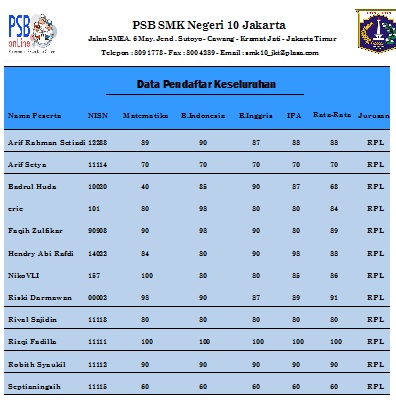 PSB onLine
PSB SMK Negeri 10 Jakarta
Jalan SMEA. 6 May. Jend. Sutoyo - Cawang - Kramat Jati - Jakarta Timur
Telepon : 8091778 - Fax : 8004289 - Email : smk10_jkt@plasa.com
Data Pendaftar Keseluruhan
Nama Peserta NISN Matematika B.Indonesia B.Inggris IPA Rata-Rata Jurusan
Arif Rahman Setiadi 12288 89 90 87 88 88 RPL
Arif Setya 11114 70 70 70 70 70 RPL
Badrul Huda 10020 40 85 90 87 68 RPL
eric 101 80 98 80 80 84 RPL
Faqih Zulfikar 90908 90 98 90 80 89 RPL
Hendry Abi Rafdi 14022 84 80 90 98 88 RPL
NikoVLI 157 100 80 80 85 86 RPL
Riski Darmawan 00002 98 90 87 89 91 RPL
Rival Sajidin 11118 80 80 80 80 80 RPL
Rizqi Fadilla 11111 100 100 100 100 100 RPL
Robith Syaukil 11112 90 90 90 90 90 RPL
Septianingsih 11115 60 60 60 60 60 RPL